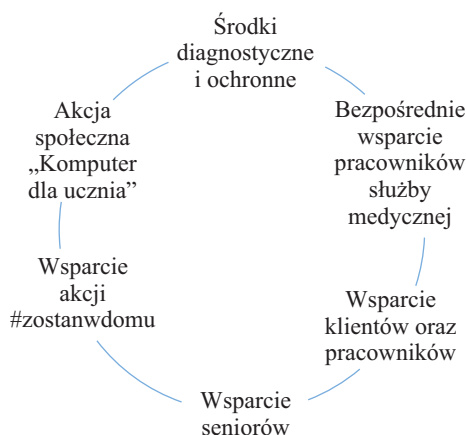 Środki
diagnostyczne
i ochronne
Bezpośrednie
wsparcie
pracowników
służby
medycznej
Wsparcie
klientów oraz
pracowników
Wsparcie
seniorów
Wsparcie
akcji
#zostanwdomu
Akcja
społeczna
„Komputer
dla ucznia”